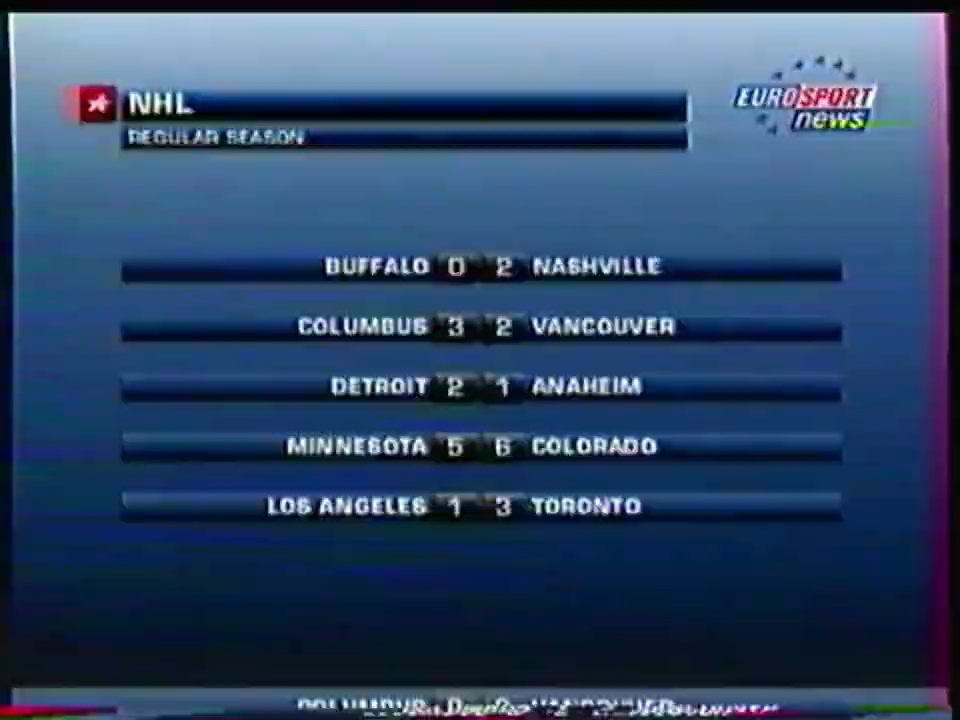 NHL
REGULAR SEASON
EUROSPORT
news
BUFFALO 0 2 NASHVILLE
COLUMBUS 3 2 VANCOUVER
DETROIT 2 1 ANAHEIM
MINNESOTA 5 6 COLORADO
LOS ANGELES 1 3 TORONTO